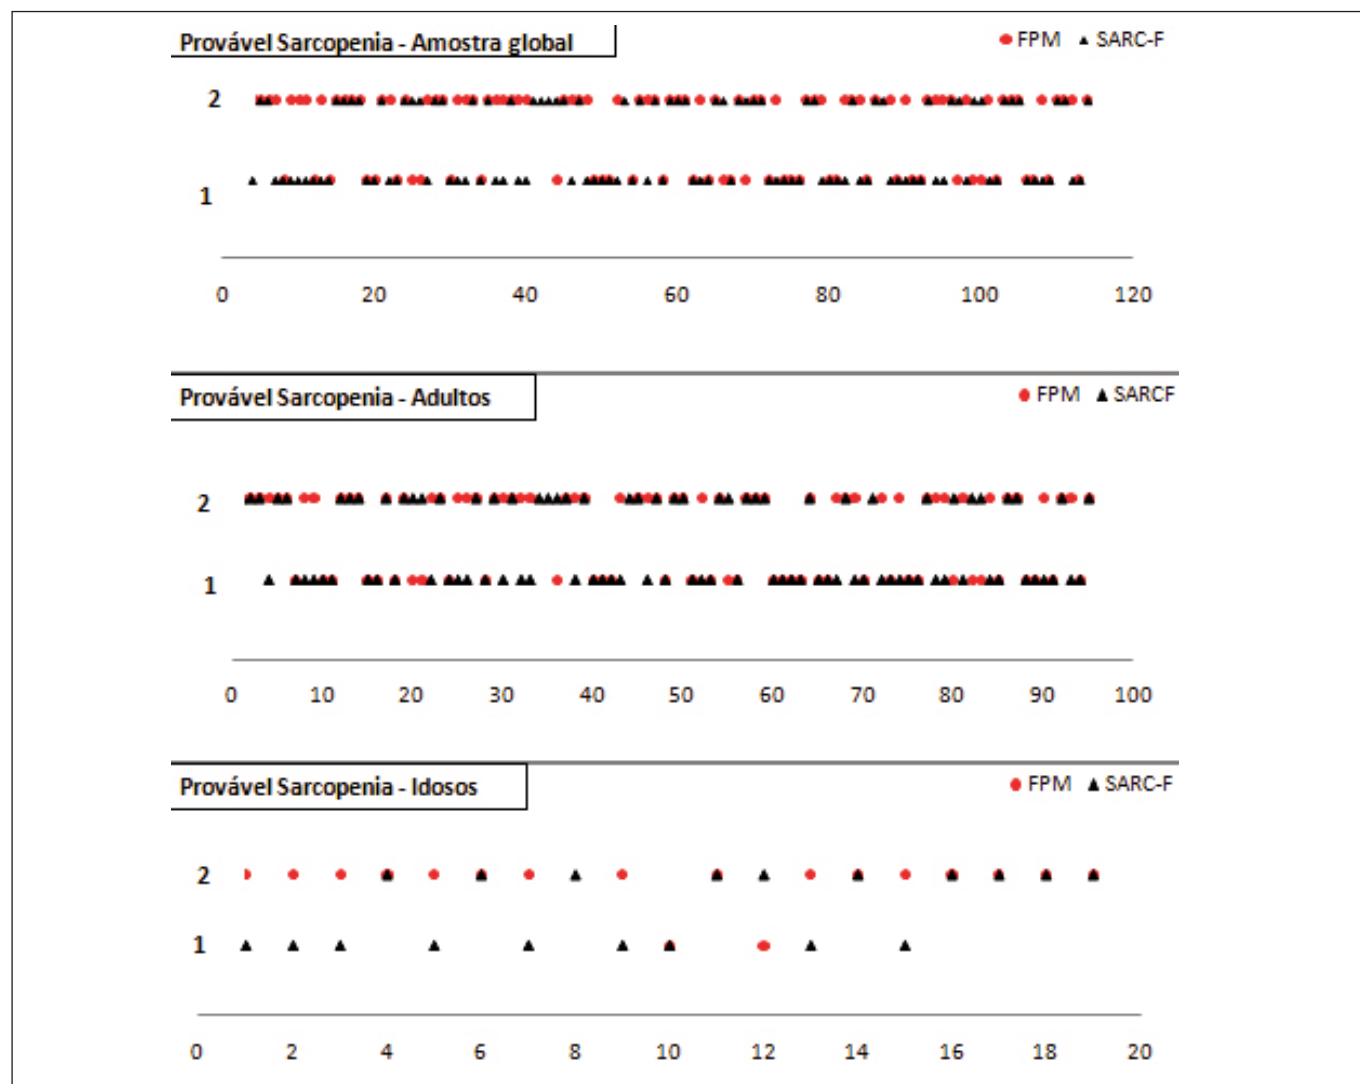 Provável Sarcopenia - Amostra global
FPM SARC-F
2
1
0 20 40 60 80 100 120
Provável Sarcopenia - Adultos
FPM SARCF
2
1
0 10 20 30 40 50 60 70 80 90 100
Provável Sarcopenia - Idosos
FPM SARC-F
2
1
0 2 4 6 8 10 12 14 16 18 20